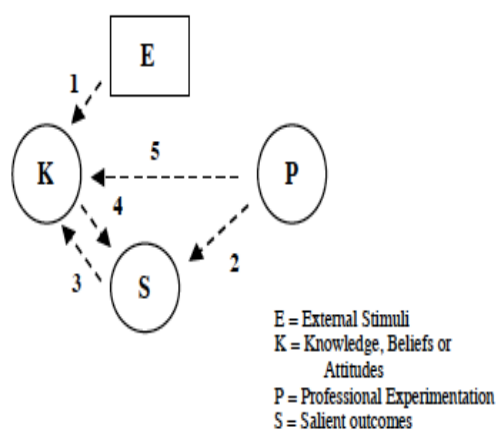 E
1
5
K
P
4
2
3
S
E = External Stimuli
K = Knowledge, Beliefs or
Attitudes
P = Professional Experimentation
S = Salient outcomes